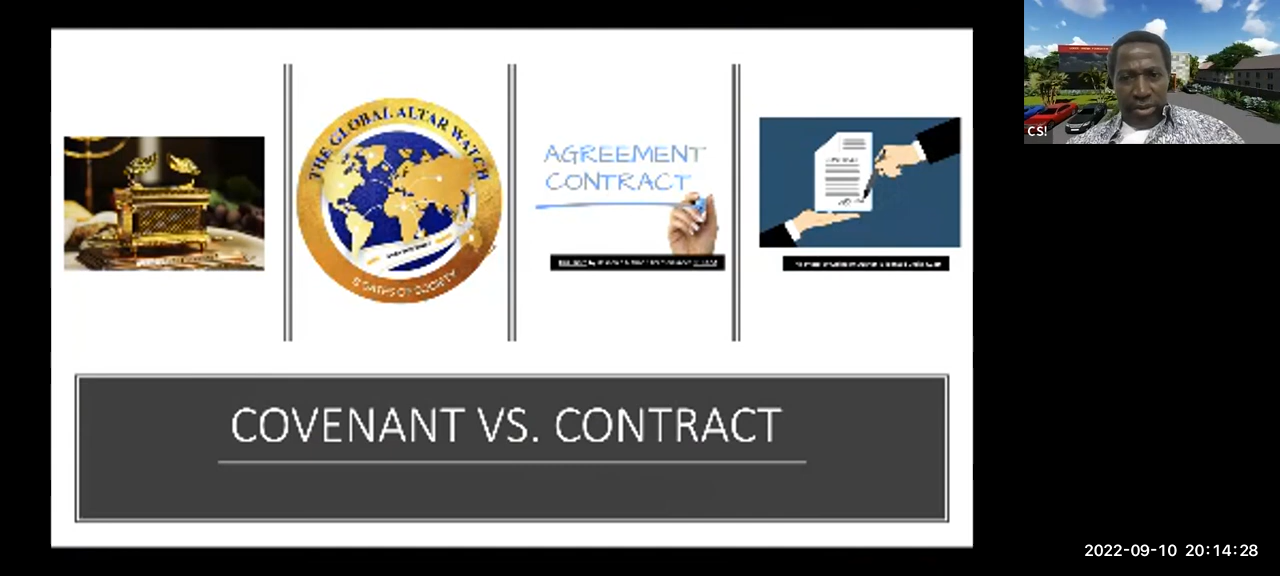 THE GLOBAL ALTAR WATCH
AGREEMENT
CONTRACT
COVENANT VS. CONTRACT
CS!
2022-09-10 20:14:28